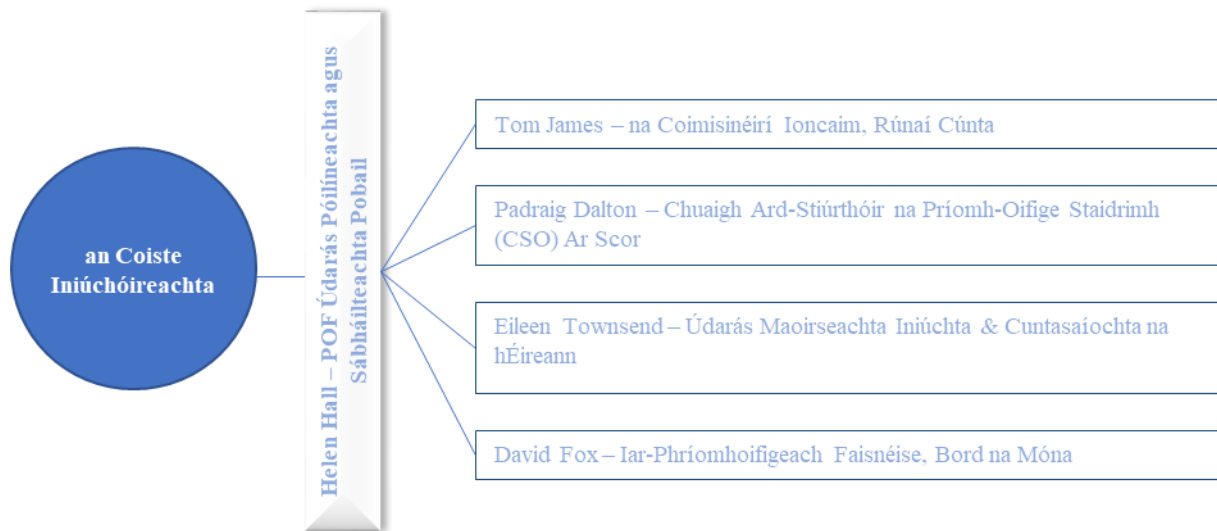 an Coiste
Iniúchóireachta
Helen Hall – POF Údarás Póilíneachta agus
Sábháilteachta Pobail
Tom James – na Coimisinéirí Ioncaim, Rúnaí Cúnta
Padraig Dalton – Chuaigh Ard-Stiúrthóir na Príomh-Oifige Staidrimh
(CSO) Ar Scor
Eileen Townsend – Údarás Maoirseachta Iniúchta & Cuntasaíochta na
hÉireann
David Fox – Iar-Phríomhoifigeach Faisnéise, Bord na Móna